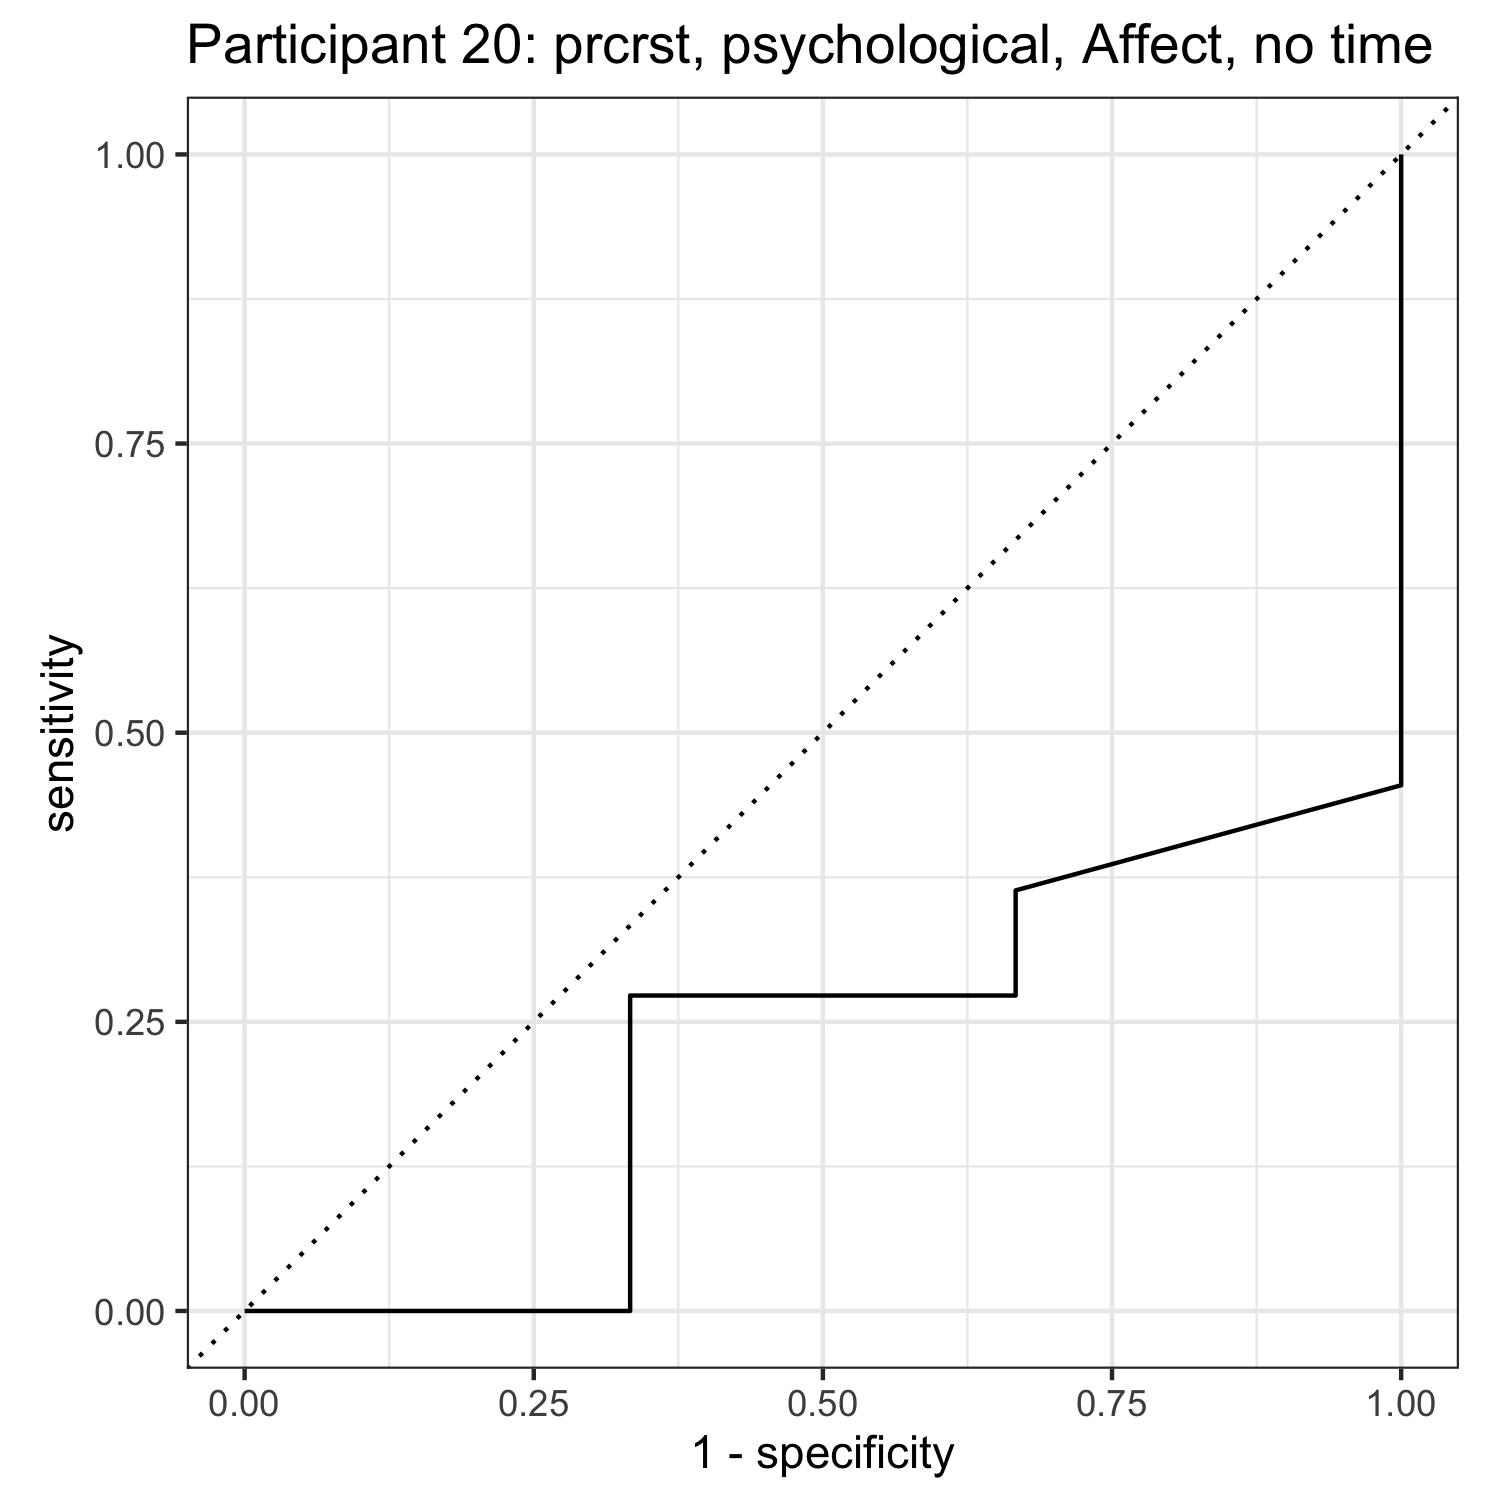 Participant 20: prcrst, psychological, Affect, no time
1.00
0.75
0.50
0.25
0.00
sensitivity
0.00 0.25 0.50 0.75 1.00
1 - specificity